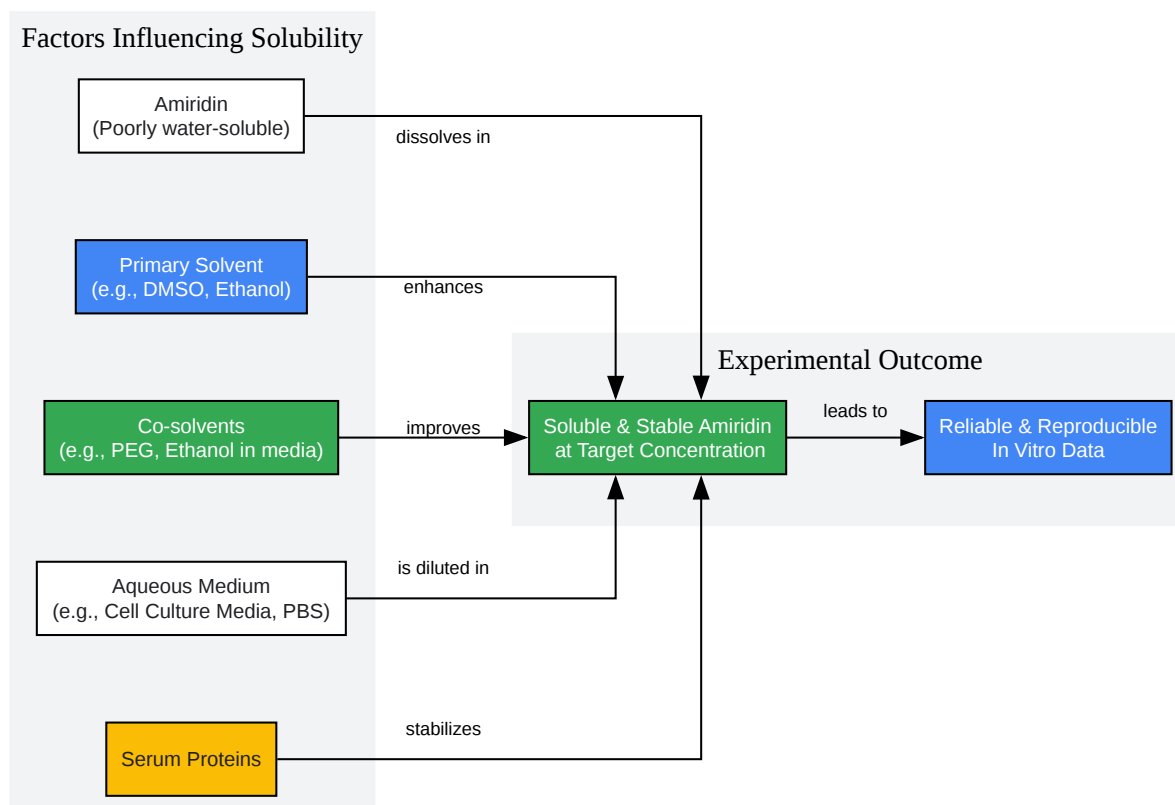 Factors Influencing Solubility
Amiridin
(Poorly water-soluble)
dissolves in
Primary Solvent
(e.g., DMSO, Ethanol)
enhances
Experimental Outcome
Co-solvents
(e.g., PEG, Ethanol in media)
improves
Soluble & Stable Amiridin
at Target Concentration
leads to
Reliable & Reproducible
In Vitro Data
Aqueous Medium
(e.g., Cell Culture Media, PBS)
is diluted in
Serum Proteins
stabilizes